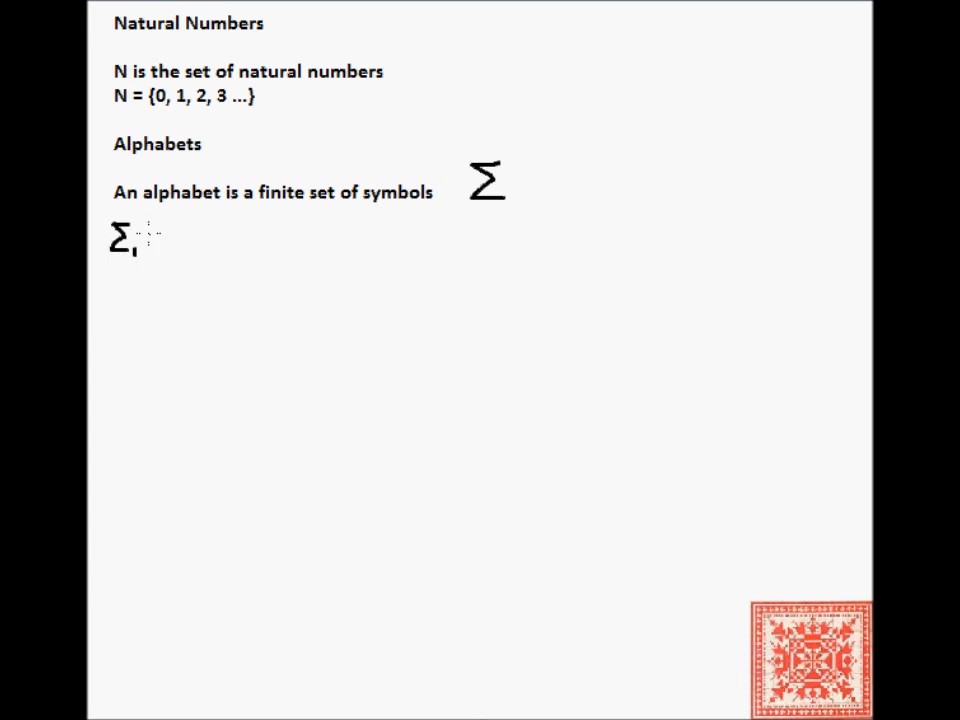 Natural Numbers
N is the set of natural numbers
N = {0, 1, 2, 3 ...}
Alphabets
An alphabet is a finite set of symbols Σ
Σ₁